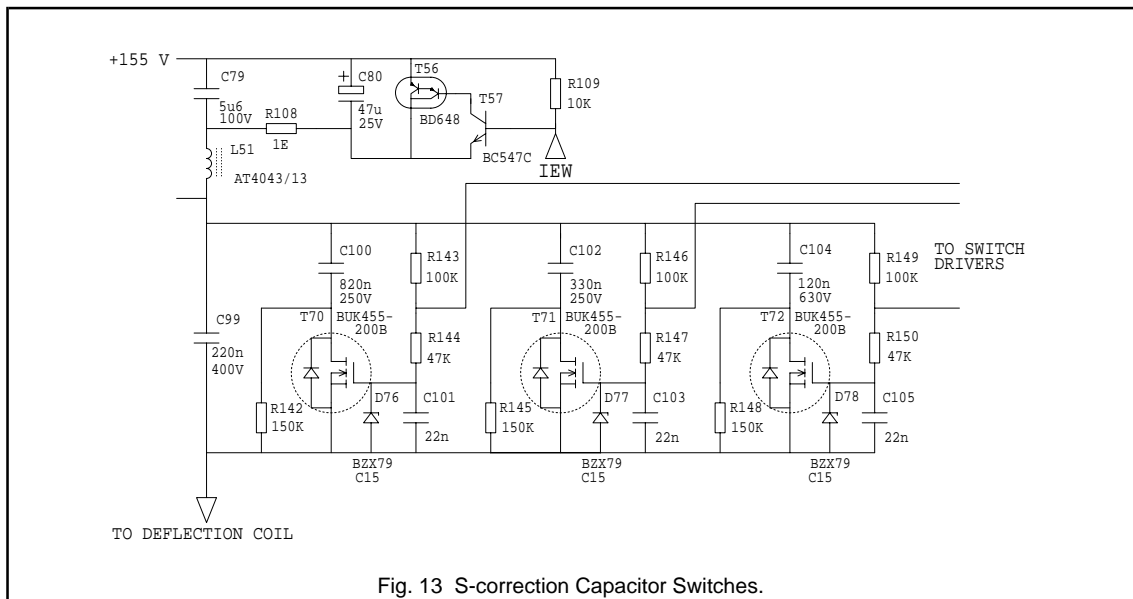 +155 V
C79
5u6
100V
R108
1E
C80
+
47u
25V
T56
BD648
T57
BC547C
R109
10K
IEW
L51
AT4043/13
C99
220n
400V
C100
820n
250V
R143
100K
T70
BUK455-
200B
R144
47K
R142
150K
D76
C101
22n
BZX79
C15
C102
330n
250V
R146
100K
T71
BUK455-
200B
R147
47K
R145
150K
D77
C103
22n
BZX79
C15
C104
120n
630V
R149
100K
T72
BUK455-
200B
R150
47K
R148
150K
D78
C105
22n
BZX79
C15
TO SWITCH
DRIVERS
TO DEFLECTION COIL
Fig. 13 S-correction Capacitor Switches.